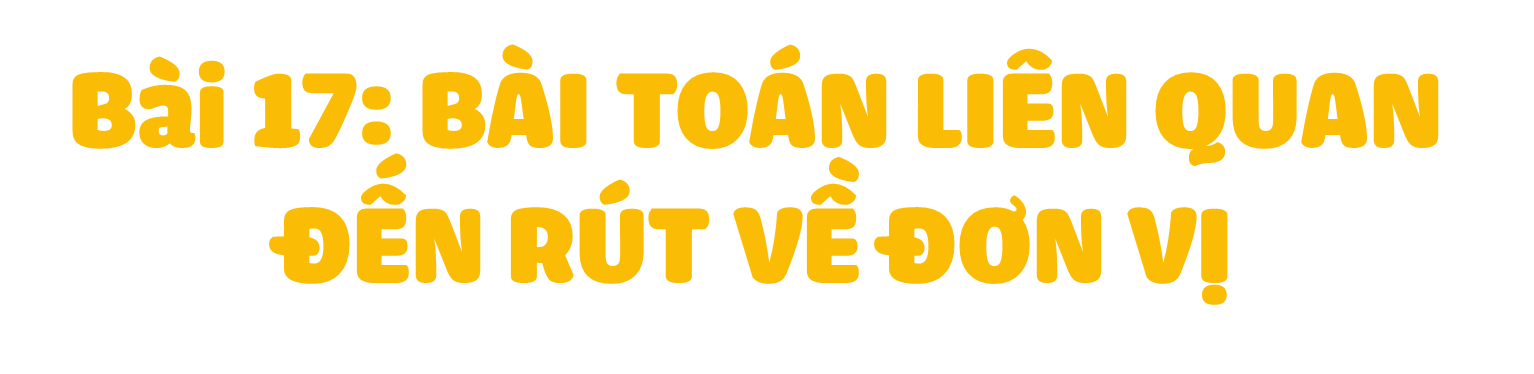 Bài 17: BÀI TOÁN LIÊN QUAN
ĐẾN RÚT VỀ ĐƠN VỊ